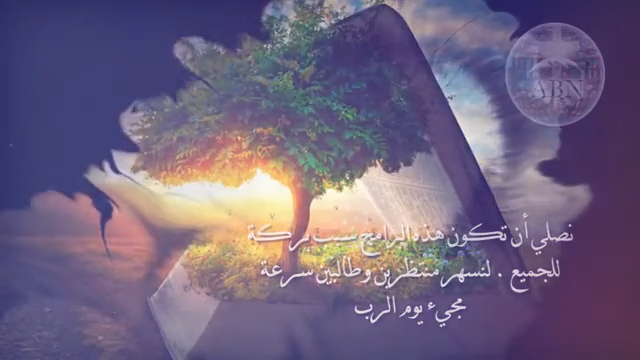 ABN
نصلي أن تكون هذه البرامج سبب بركة
للجميع . لنسهر منتظرين وطالبين سرعة
مجيء يوم الرب